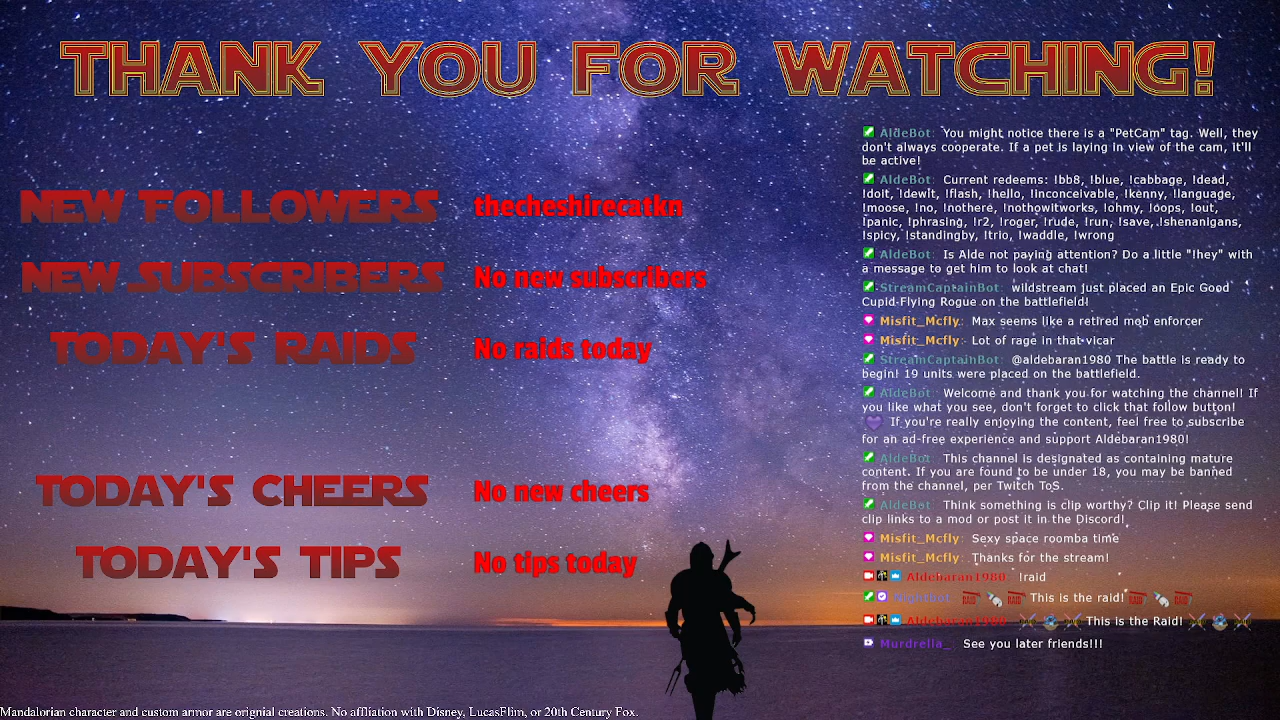 THANK YOU FOR WATCHING!
NEW FOLLOWERS thecheshirecatkn
NEW SUBSCRIBERS No new subscribers
TODAY'S RAIDS No raids today
TODAY'S CHEERS No new cheers
TODAY'S TIPS No tips today
AldeBot: You might notice there is a "PetCam" tag. Well, they
don't always cooperate. If a pet is laying in view of the cam, it'll
be active!
AldeBot: Current redeems: !bb8, !blue, !cabbage, !dead,
!doit, !dewit, !flash, !hello, !inconceivable, !kenny, !language,
!moose, !no, !nothere, !nothowitworks, !ohmy, !oops, !out,
!panic, !phrasing, !r2, !roger, !rude, !run, !save, !shenanigans,
!spicy, !standingby, !trio, !waddle, !wrong
AldeBot: Is Alde not paying attention? Do a little "!hey" with
a message to get him to look at chat!
StreamCaptainBot: wildstream just placed an Epic Good
Cupid-Flying Rogue on the battlefield!
Misfit_Mcfly: Max seems like a retired mob enforcer
Misfit_Mcfly: Lot of rage in that vicar
StreamCaptainBot: @aldebaran1980 The battle is ready to
begin! 19 units were placed on the battlefield.
AldeBot: Welcome and thank you for watching the channel! If
you like what you see, don't forget to click that follow button!
If you're really enjoying the content, feel free to subscribe
for an ad-free experience and support Aldebaran1980!
AldeBot: This channel is designated as containing mature
content. If you are found to be under 18, you may be banned
from the channel, per Twitch ToS.
AldeBot: Think something is clip worthy? Clip it! Please send
clip links to a mod or post it in the Discord!
Misfit_Mcfly: Sexy space roomba time
Misfit_Mcfly: Thanks for the stream!
Aldebaran1980: !raid
Nightbot: RAID RAID This is the raid! RAID RAID
Aldebaran1980: This is the Raid!
Murdrella_: See you later friends!!!
Mandalorian character and custom armor are orignial creations. No affliation with Disney, LucasFlim, or 20th Century Fox.